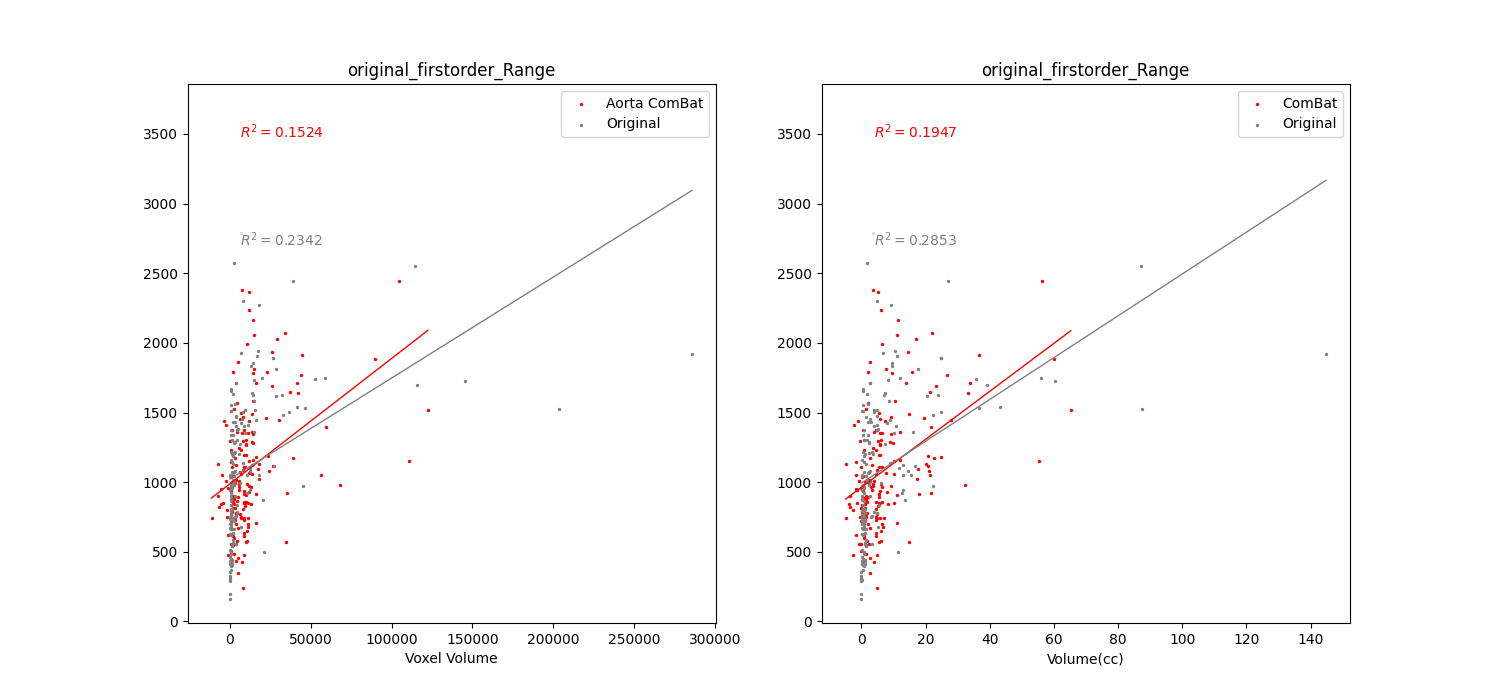 original_firstorder_Range
Aorta ComBat
Original
R² = 0.1524
R² = 0.2342
3500
3000
2500
2000
1500
1000
500
0
0 50000 100000 150000 200000 250000 300000
Voxel Volume
original_firstorder_Range
ComBat
Original
R² = 0.1947
R² = 0.2853
3500
3000
2500
2000
1500
1000
500
0
0 20 40 60 80 100 120 140
Volume(cc)